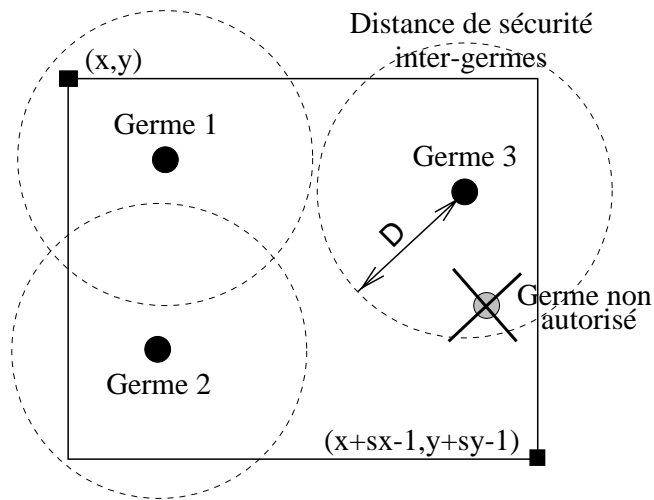 Distance de sécurité
inter-germes
(x,y)
Germe 1
Germe 3
D
Germe non
autorisé
Germe 2
(x+sx-1,y+sy-1)